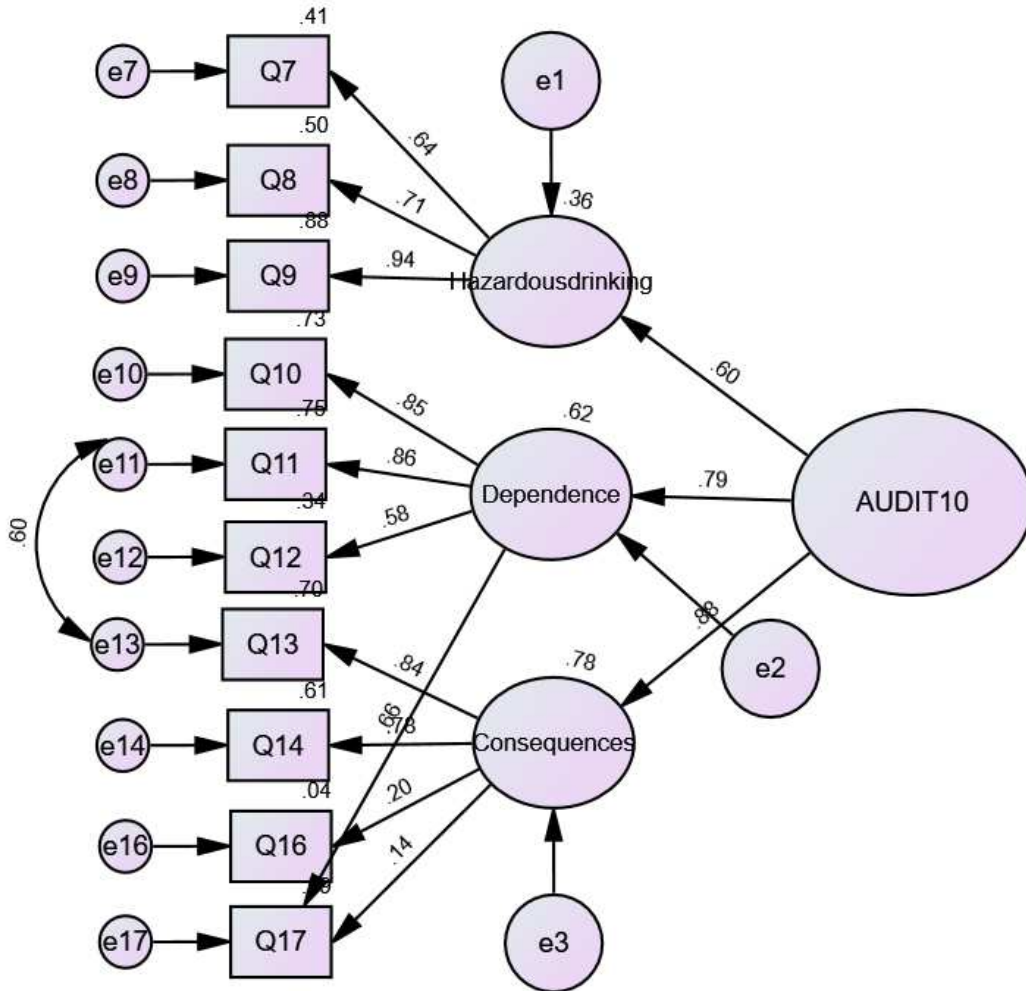 .41
e7
Q7
e1
.64
.50
e8
Q8
.71
.36
.88
e9
Q9
.94
Hazardousdrinking
.73
e10
Q10
.85
.60
.75
e11
Q11
.86
.62
.79
Dependence
AUDIT10
.34
.60
e12
Q12
.58
.70
e13
Q13
.84
.88
.78
e2
.61
.66
e14
Q14
.78
Consequences
.04
.20
e16
Q16
.14
e17
Q17
e3